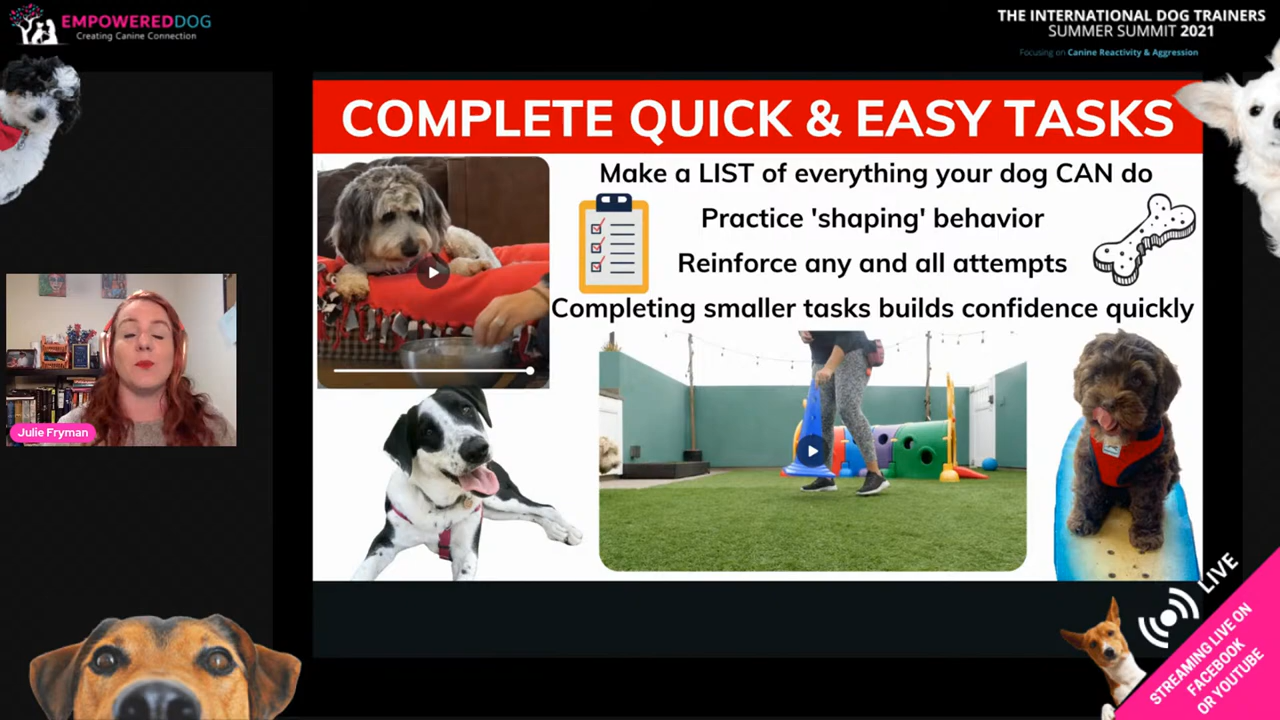 EMPOWEREDDOG
Creating Canine Connection
THE INTERNATIONAL DOG TRAINERS
SUMMER SUMMIT 2021
Focusing on Canine Reactivity & Aggression
COMPLETE QUICK & EASY TASKS
Make a LIST of everything your dog CAN do
Practice 'shaping' behavior
Reinforce any and all attempts
Completing smaller tasks builds confidence quickly
Julie Fryman
LIVE
STREAMING LIVE ON
FACEBOOK
OR YOUTUBE